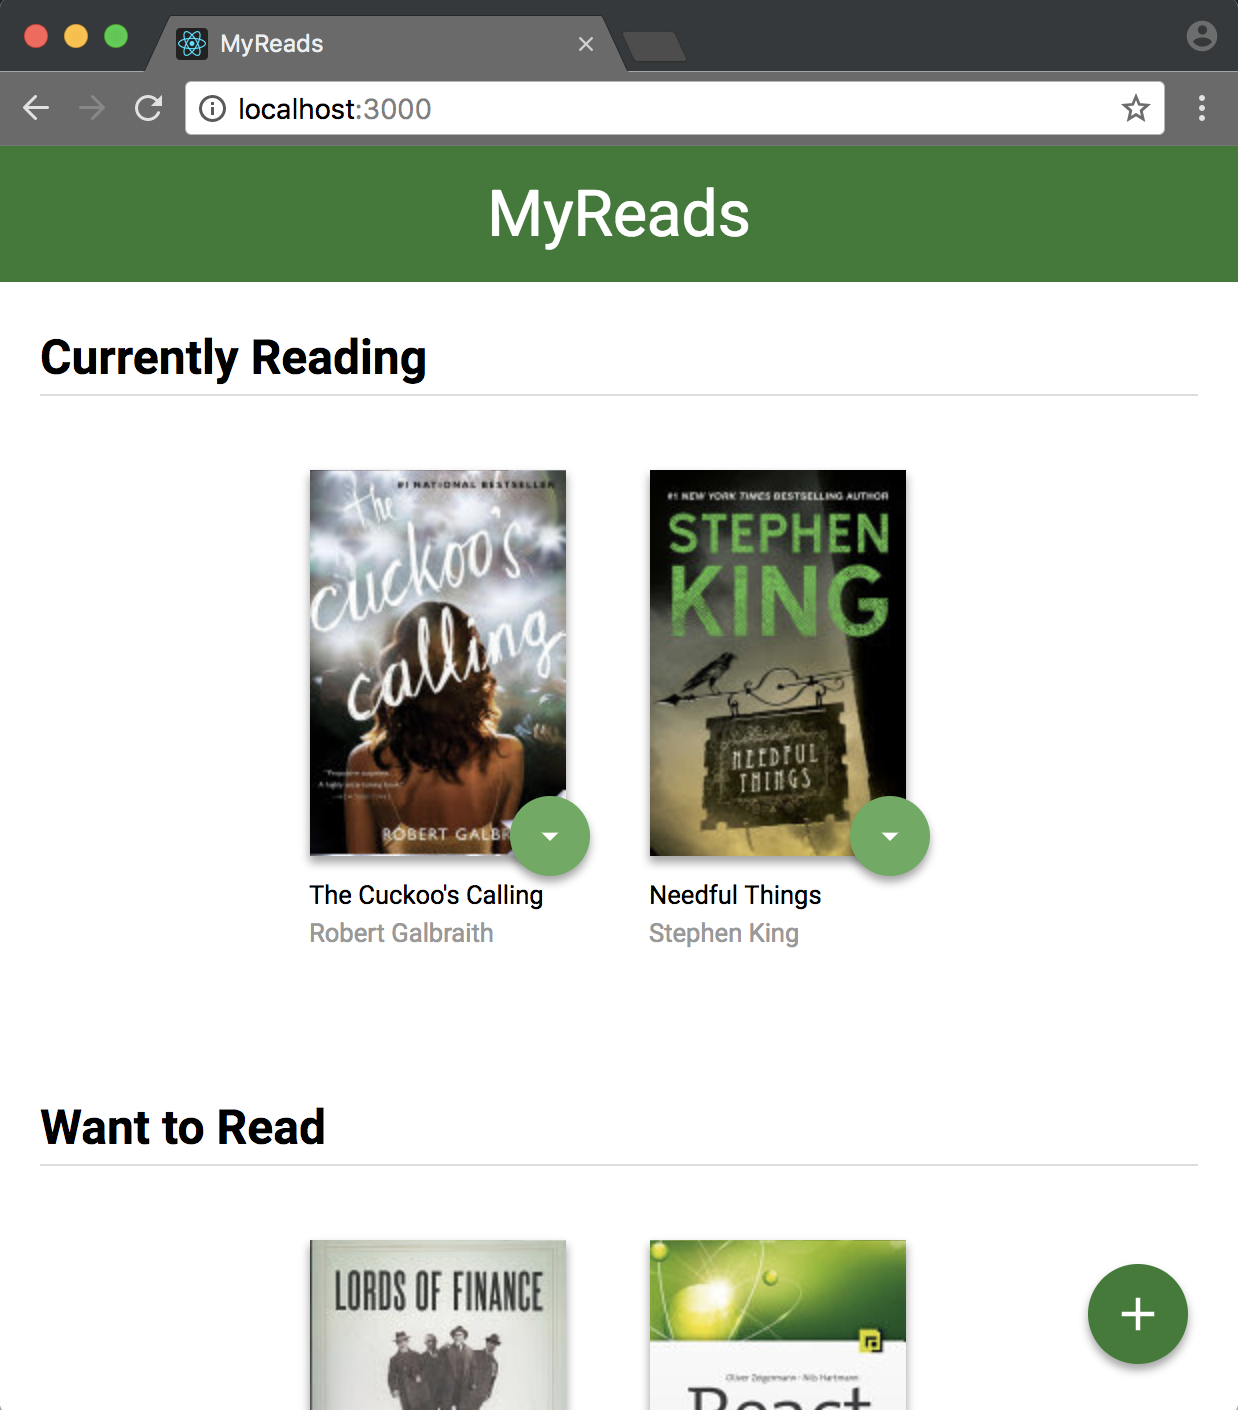 MyReads
localhost:3000
MyReads
Currently Reading
#1 NATIONAL BESTSELLER
the
cuckoo's
calling
ROBERT GALBR
#1 NEW YORK TIMES BESTSELLING AUTHOR
STEPHEN
KING
NEEDFUL
THINGS
The Cuckoo's Calling
Robert Galbraith
Needful Things
Stephen King
Want to Read
LORDS OF FINANCE
Oliver Zeigermann · Nils Hartmann
React